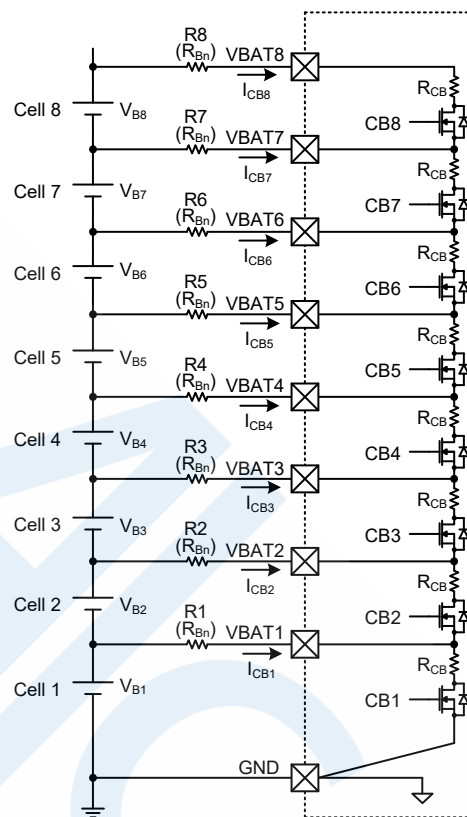 R8
(RBn)
VBAT8
ICB8
RCB
CB8
Cell 8
VB8
R7
(RBn)
VBAT7
ICB7
RCB
CB7
Cell 7
VB7
R6
(RBn)
VBAT6
ICB6
RCB
CB6
Cell 6
VB6
R5
(RBn)
VBAT5
ICB5
RCB
CB5
Cell 5
VB5
R4
(RBn)
VBAT4
ICB4
RCB
CB4
Cell 4
VB4
R3
(RBn)
VBAT3
ICB3
RCB
CB3
Cell 3
VB3
R2
(RBn)
VBAT2
ICB2
RCB
CB2
Cell 2
VB2
R1
(RBn)
VBAT1
ICB1
RCB
CB1
Cell 1
VB1
GND